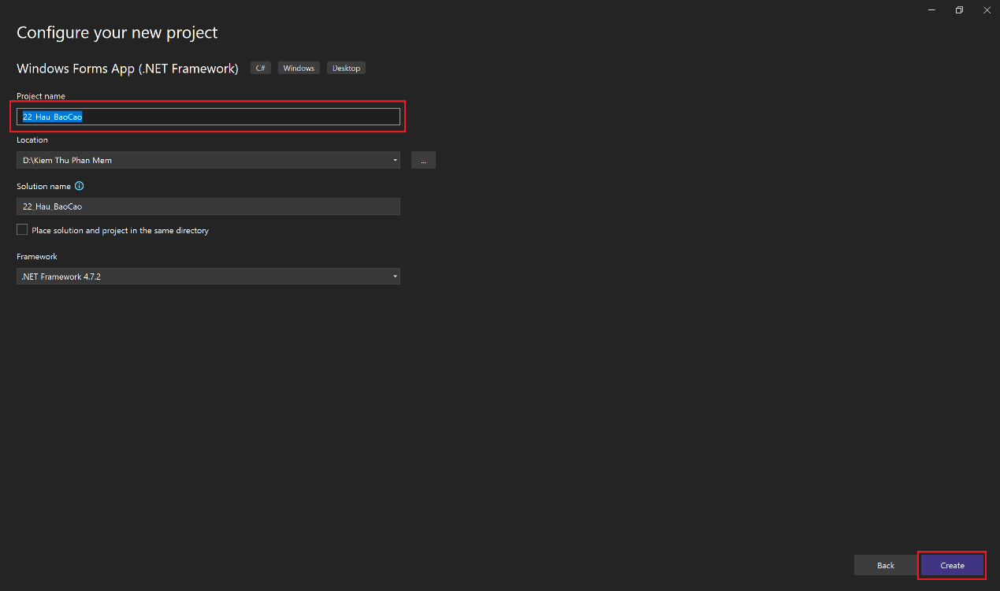 Configure your new project
Windows Forms App (.NET Framework) C# Windows Desktop
Project name
22_Hau_BaoCao
Location
D:\Kiem Thu Phan Mem
...
Solution name
22_Hau_BaoCao
Place solution and project in the same directory
Framework
.NET Framework 4.7.2
Back Create